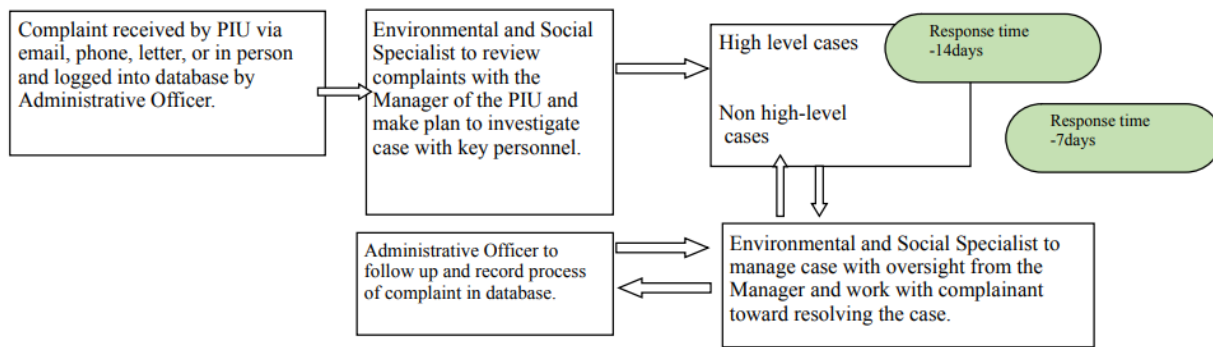 Complaint received by PIU via
email, phone, letter, or in person
and logged into database by
Administrative Officer.
Environmental and Social
Specialist to review
complaints with the
Manager of the PIU and
make plan to investigate
case with key personnel.
High level cases
Non high-level
cases
Response time
-14days
Response time
-7days
Administrative Officer to
follow up and record process
of complaint in database.
Environmental and Social Specialist to
manage case with oversight from the
Manager and work with complainant
toward resolving the case.